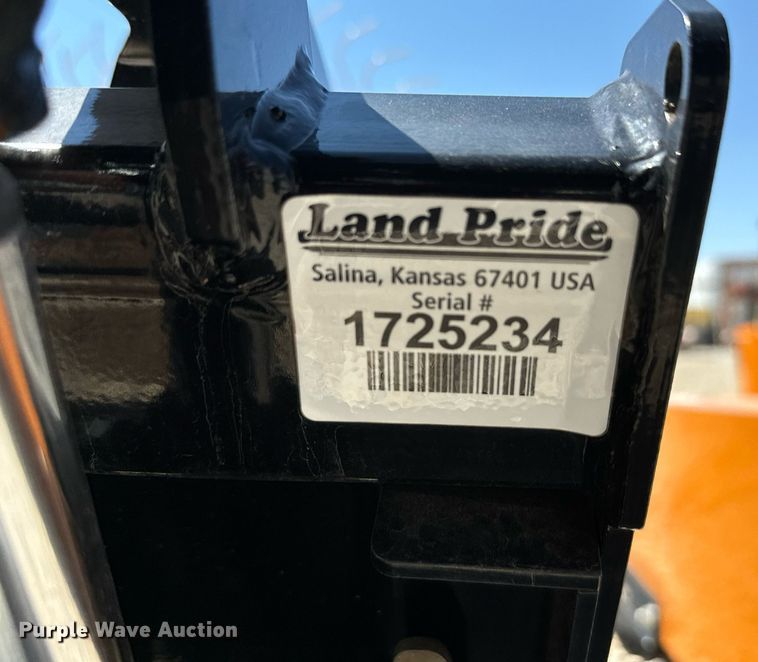 Land Pride
Salina, Kansas 67401 USA
Serial #
1725234
Purple Wave Auction